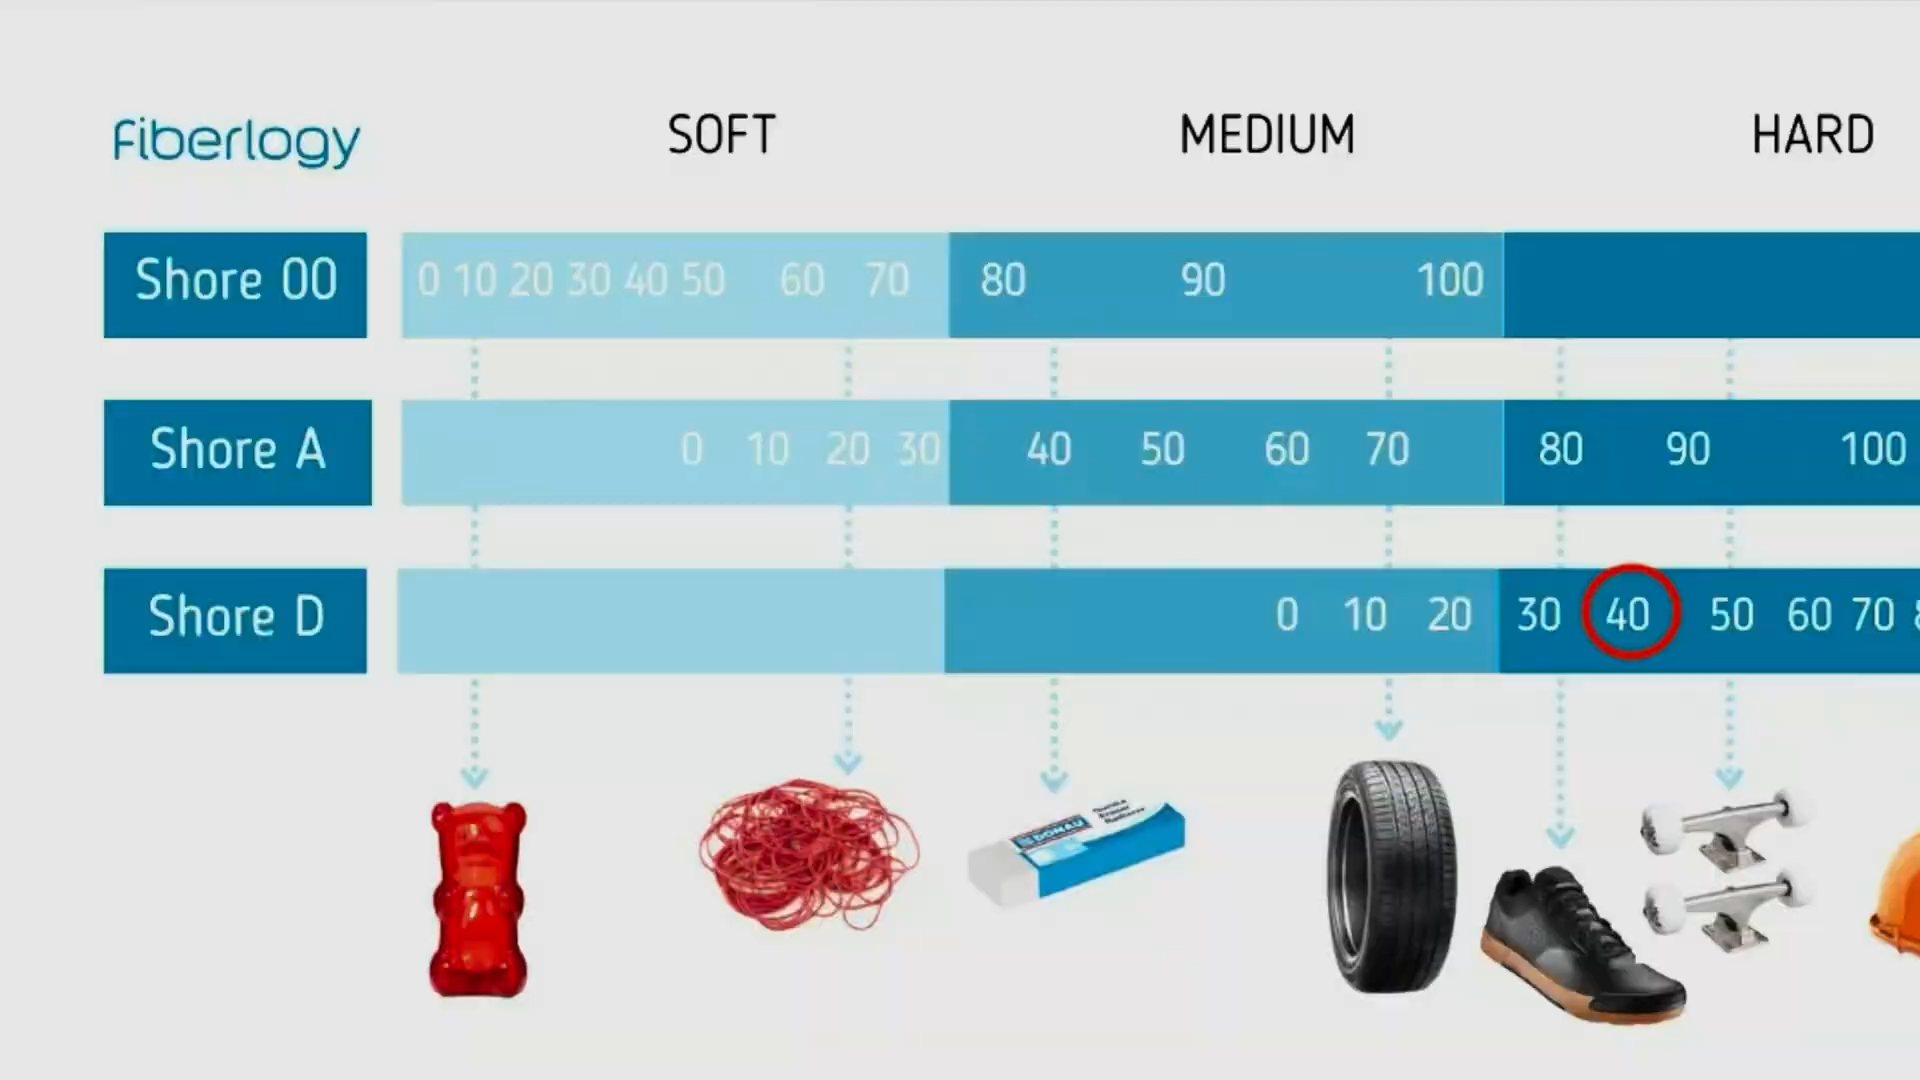 fiberlogy SOFT MEDIUM HARD
Shore 00 0 10 20 30 40 50 60 70 80 90 100
Shore A 0 10 20 30 40 50 60 70 80 90 100
Shore D 0 10 20 30 40 50 60 70
DONAU